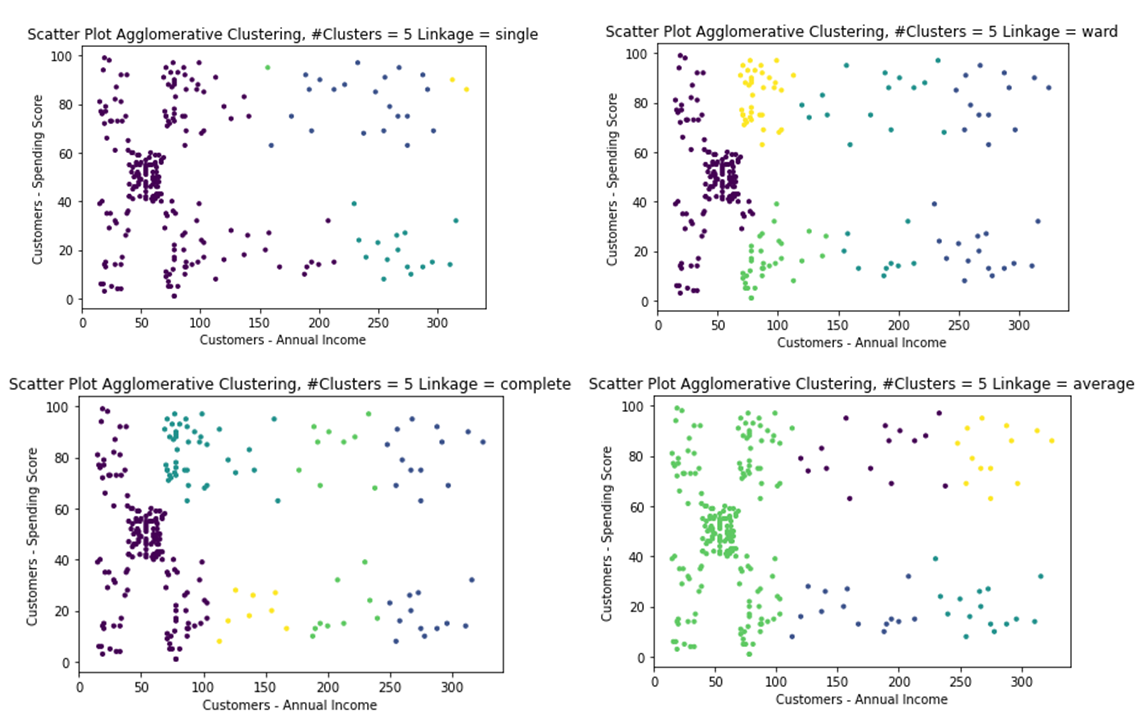 Scatter Plot Agglomerative Clustering, #Clusters = 5 Linkage = single
100
80
60
40
20
0
Customers - Spending Score
0 50 100 150 200 250 300
Customers - Annual Income
Scatter Plot Agglomerative Clustering, #Clusters = 5 Linkage = ward
100
80
60
40
20
0
Customers - Spending Score
0 50 100 150 200 250 300
Customers - Annual Income
Scatter Plot Agglomerative Clustering, #Clusters = 5 Linkage = complete
100
80
60
40
20
0
Customers - Spending Score
0 50 100 150 200 250 300
Customers - Annual Income
Scatter Plot Agglomerative Clustering, #Clusters = 5 Linkage = average
100
80
60
40
20
0
Customers - Spending Score
0 50 100 150 200 250 300
Customers - Annual Income